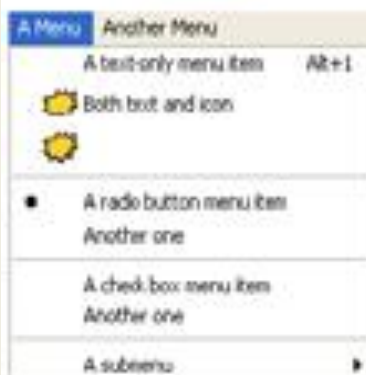 A Menu Another Menu
A text-only menu item Alt+1
Both text and icon
A radio button menu item
Another one
A check box menu item
Another one
A submenu